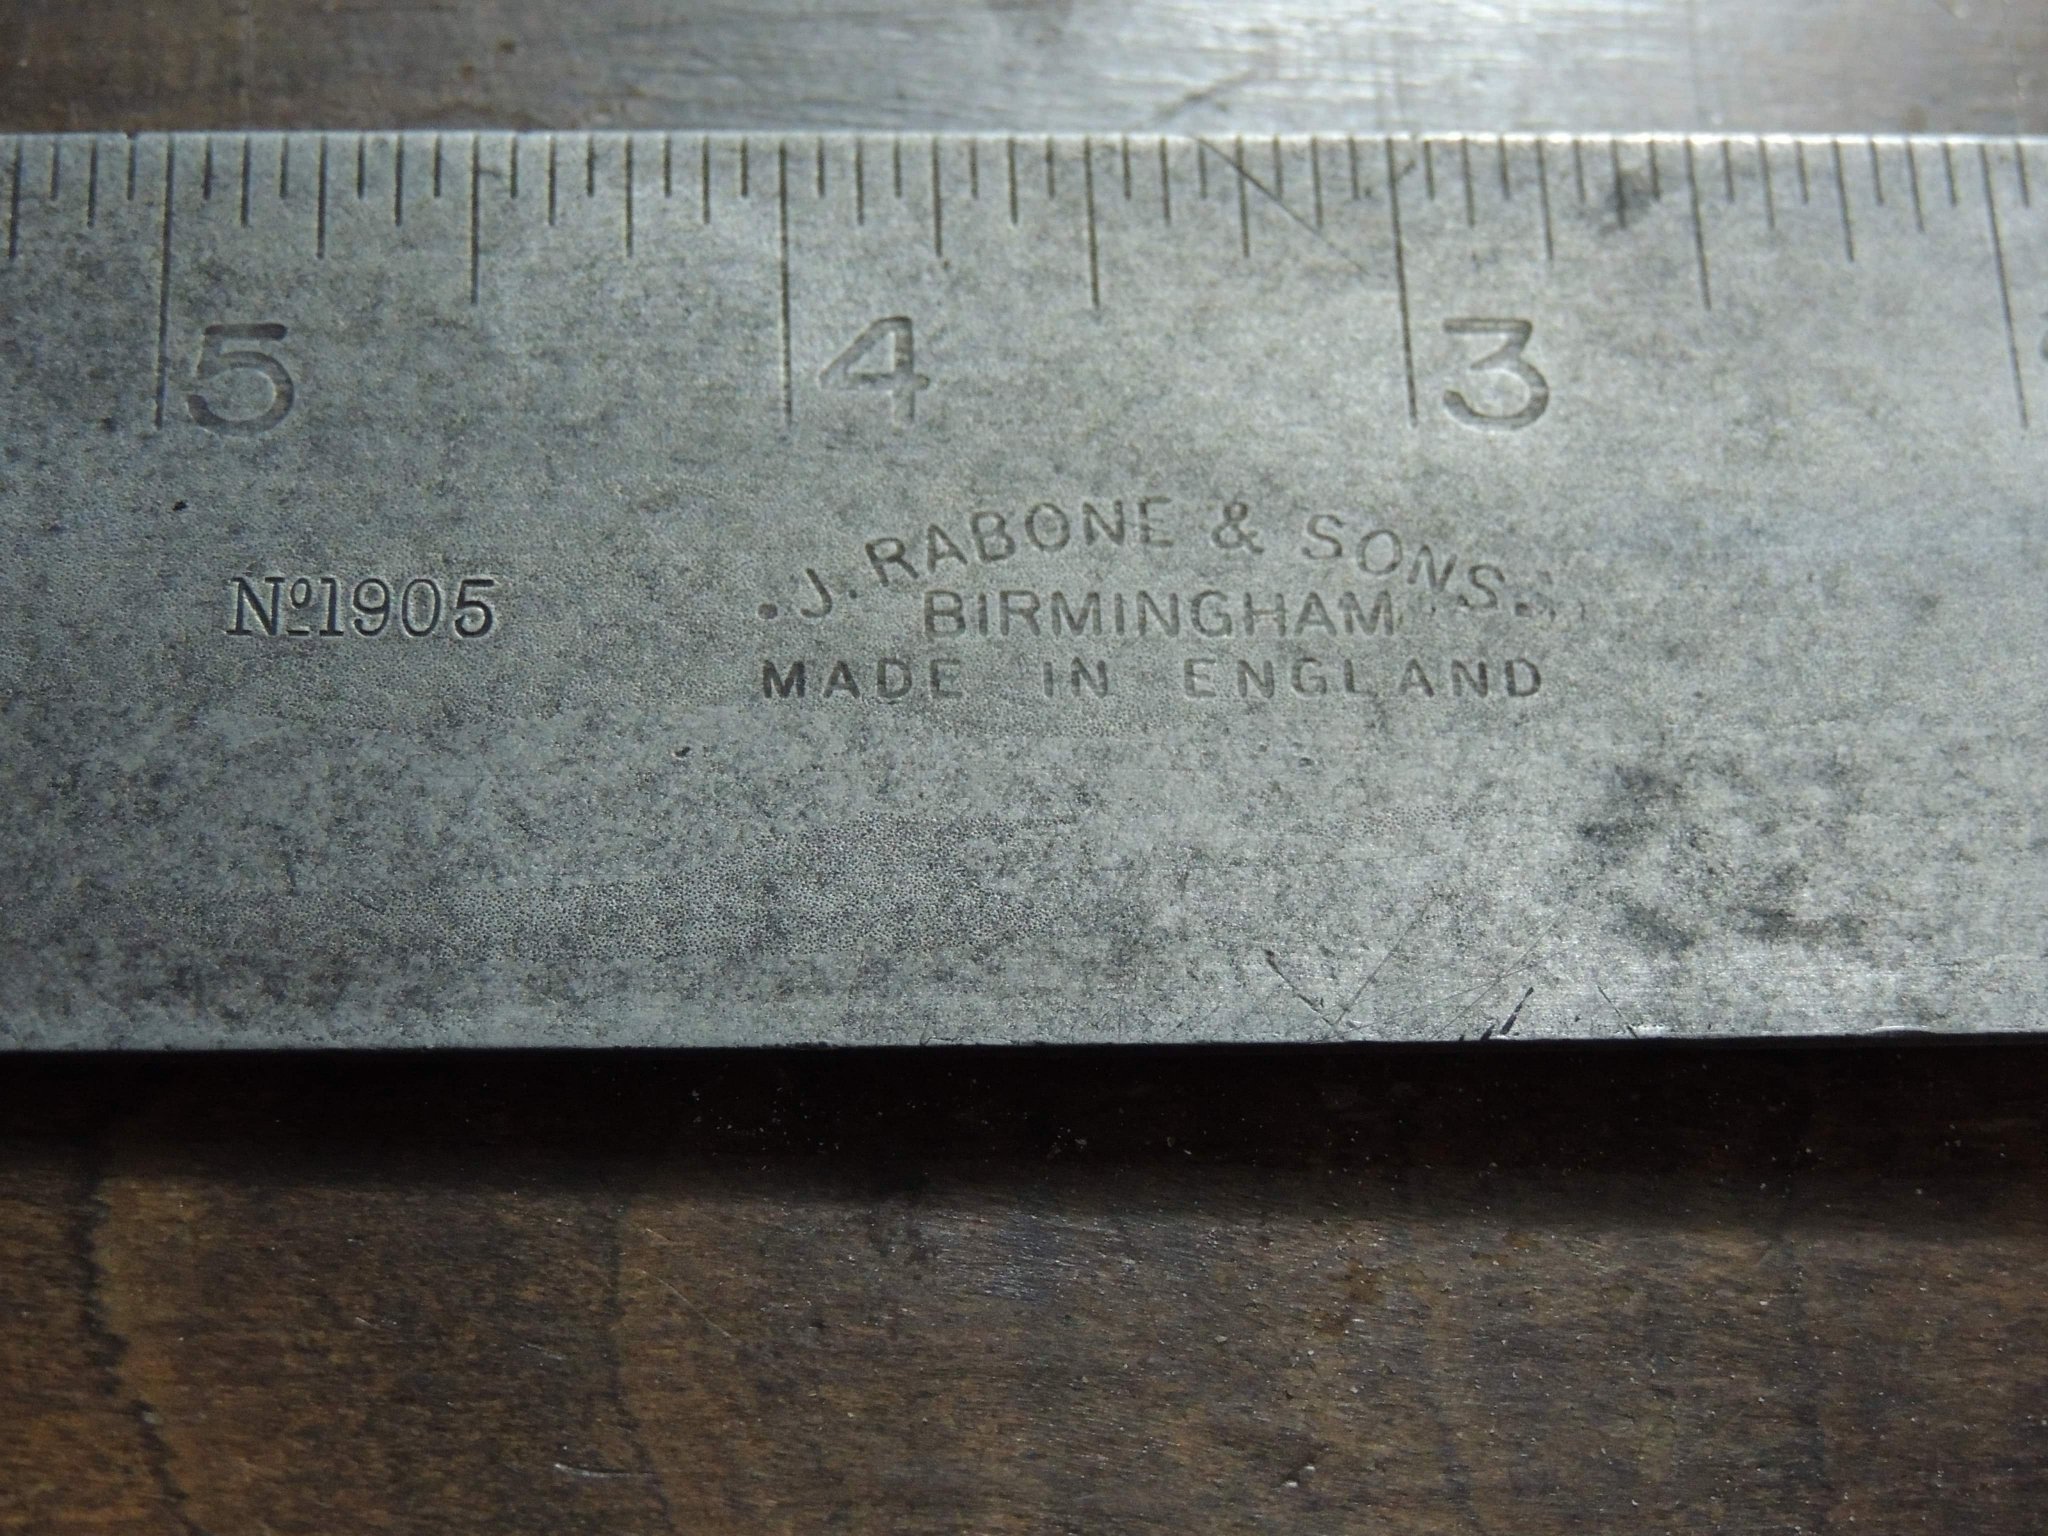 5 4 3
Nº1905
. J. RABONE & SONS.
BIRMINGHAM
MADE IN ENGLAND